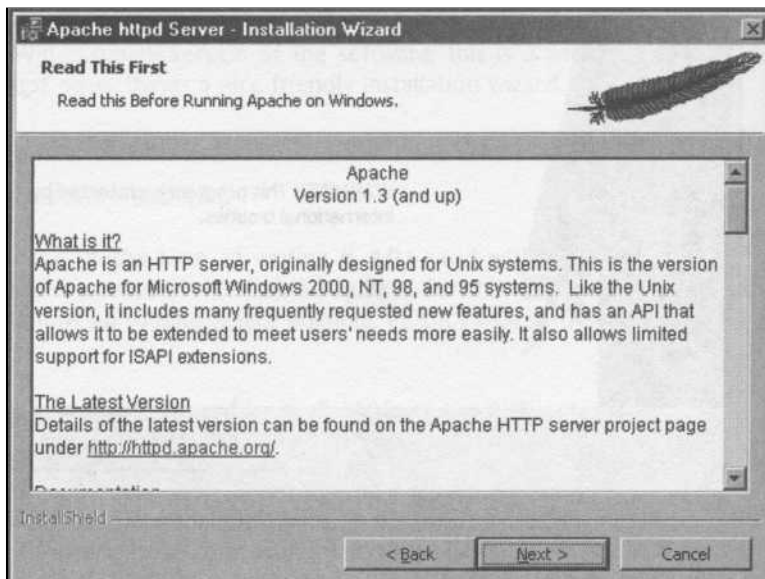 Apache httpd Server - Installation Wizard
Read This First
Read this Before Running Apache on Windows.
Apache
Version 1.3 (and up)
What is it?
Apache is an HTTP server, originally designed for Unix systems. This is the version
of Apache for Microsoft Windows 2000, NT, 98, and 95 systems. Like the Unix
version, it includes many frequently requested new features, and has an API that
allows it to be extended to meet users' needs more easily. It also allows limited
support for ISAPI extensions.
The Latest Version
Details of the latest version can be found on the Apache HTTP server project page
under http://httpd.apache.org/.
Documentation
InstallShield
< Back
Next >
Cancel